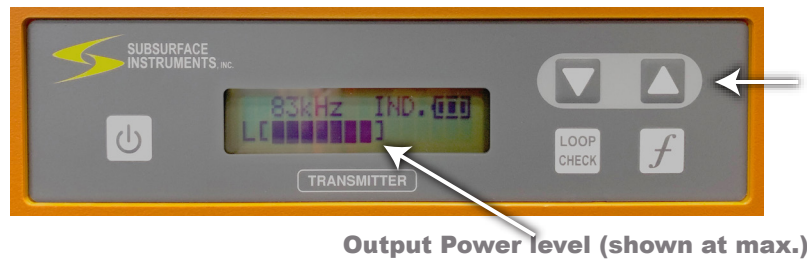 SUBSURFACE
INSTRUMENTS, INC.
83kHz IND.
L[ ]
LOOP
CHECK
f
TRANSMITTER
Output Power level (shown at max.)